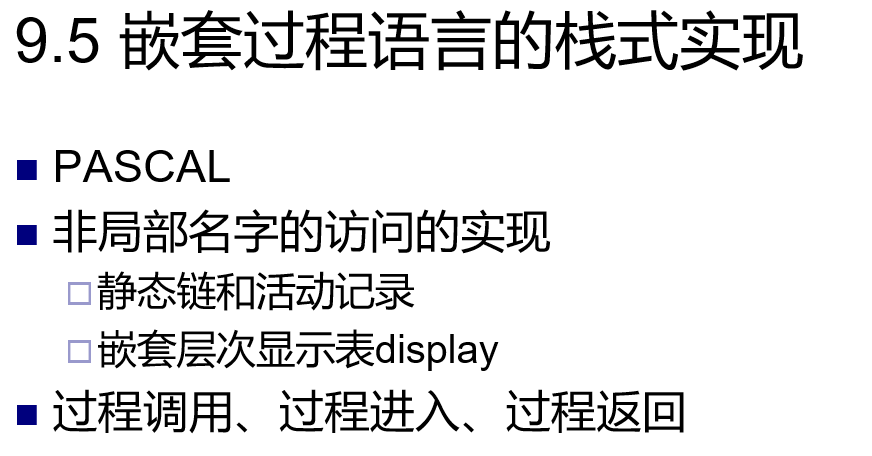 9.5 嵌套过程语言的栈式实现
PASCAL
非局部名字的访问的实现
静态链和活动记录
嵌套层次显示表display
过程调用、过程进入、过程返回